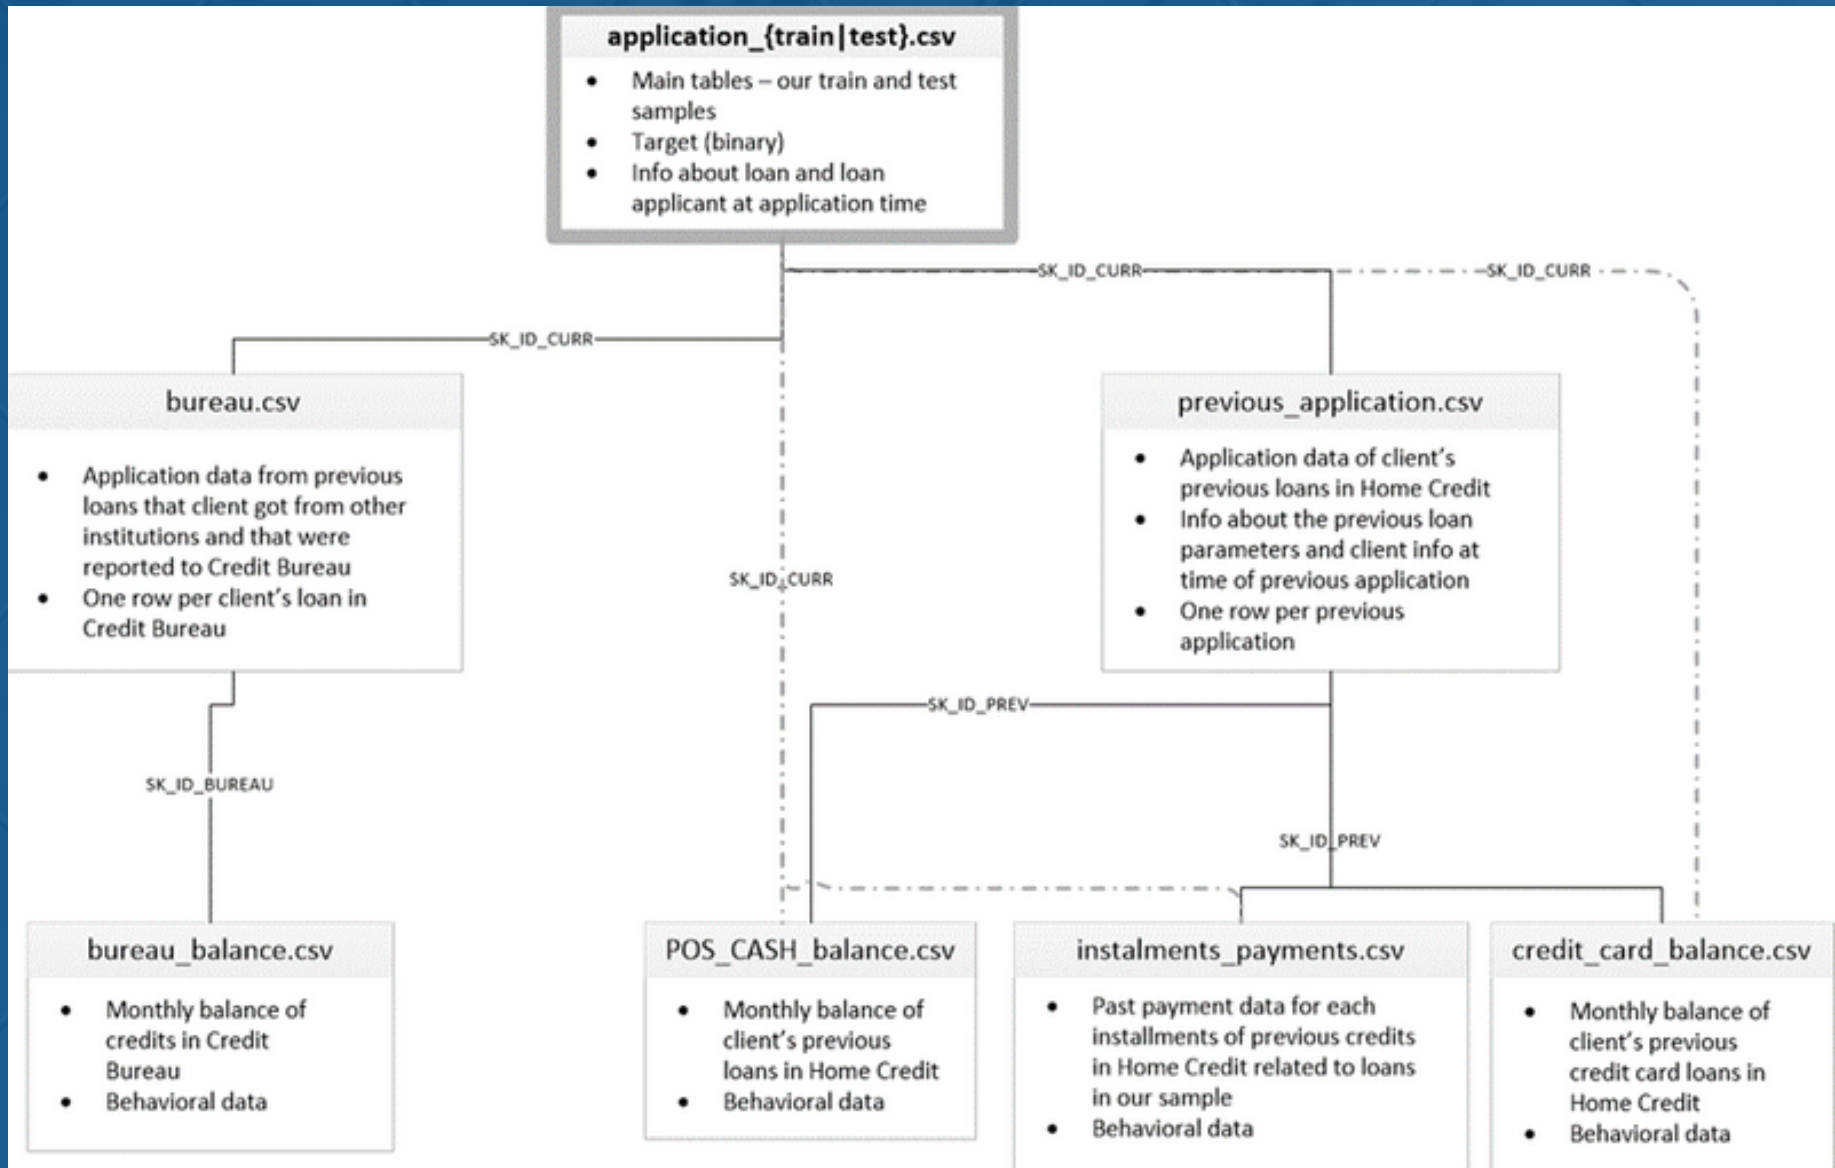 application_{train|test}.csv
• Main tables – our train and test
samples
• Target (binary)
• Info about loan and loan
applicant at application time
SK_ID_CURR
SK_ID_CURR
SK_ID_CURR
bureau.csv
• Application data from previous
loans that client got from other
institutions and that were
reported to Credit Bureau
• One row per client's loan in
Credit Bureau
SK_ID_CURR
previous_application.csv
• Application data of client's
previous loans in Home Credit
• Info about the previous loan
parameters and client info at
time of previous application
• One row per previous
application
SK_ID_PREV
SK_ID_BUREAU
SK_ID_PREV
bureau_balance.csv
• Monthly balance of
credits in Credit
Bureau
• Behavioral data
POS_CASH_balance.csv
• Monthly balance of
client's previous
loans in Home Credit
• Behavioral data
instalments_payments.csv
• Past payment data for each
installments of previous credits
in Home Credit related to loans
in our sample
• Behavioral data
credit_card_balance.csv
• Monthly balance of
client's previous
credit card loans in
Home Credit
• Behavioral data